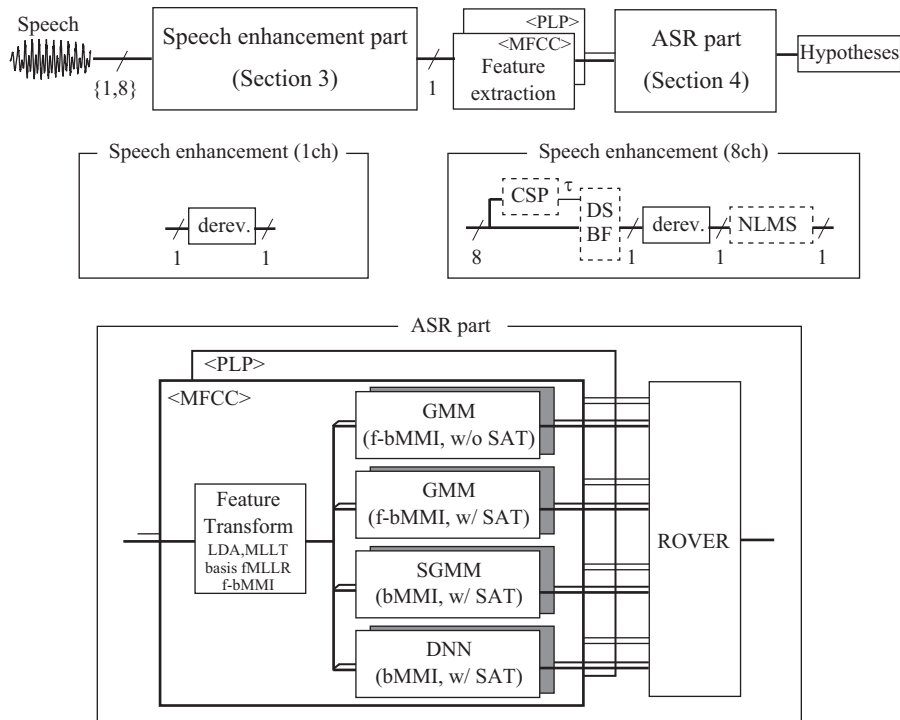 Speech
{1,8}
Speech enhancement part
(Section 3)
1
<PLP>
<MFCC>
Feature
extraction
ASR part
(Section 4)
Hypotheses
Speech enhancement (1ch)
derev.
1
1
Speech enhancement (8ch)
CSP
τ
DS
BF
derev.
NLMS
8
1
1
1
ASR part
<PLP>
<MFCC>
Feature
Transform
LDA,MLLT
basis fMLLR
f-bMMI
GMM
(f-bMMI, w/o SAT)
GMM
(f-bMMI, w/ SAT)
SGMM
(bMMI, w/ SAT)
DNN
(bMMI, w/ SAT)
ROVER